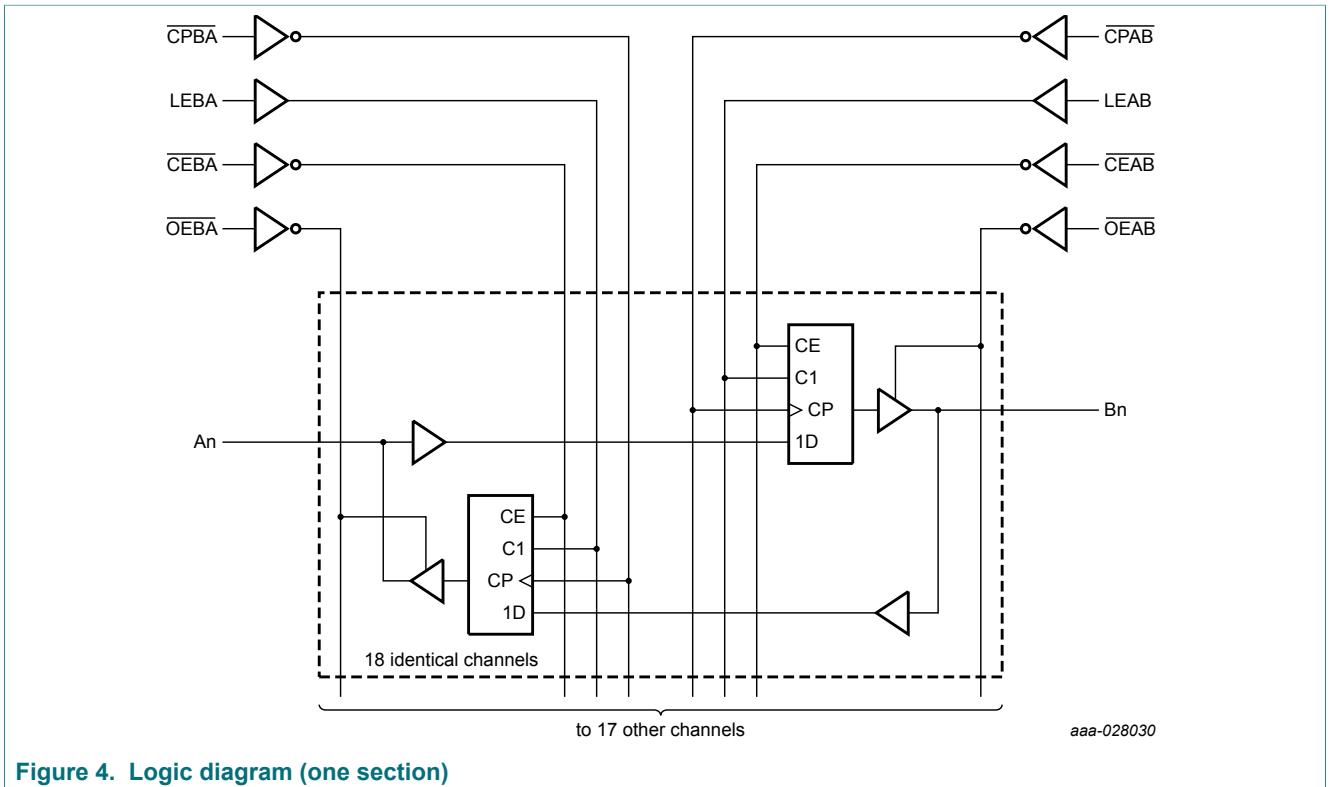 CPBA
CPAB
LEBA
LEAB
CEBA
CEAB
OEBA
OEAB
CE
C1
CP
1D
Bn
An
CE
C1
CP
1D
18 identical channels
to 17 other channels
aaa-028030
Figure 4. Logic diagram (one section)